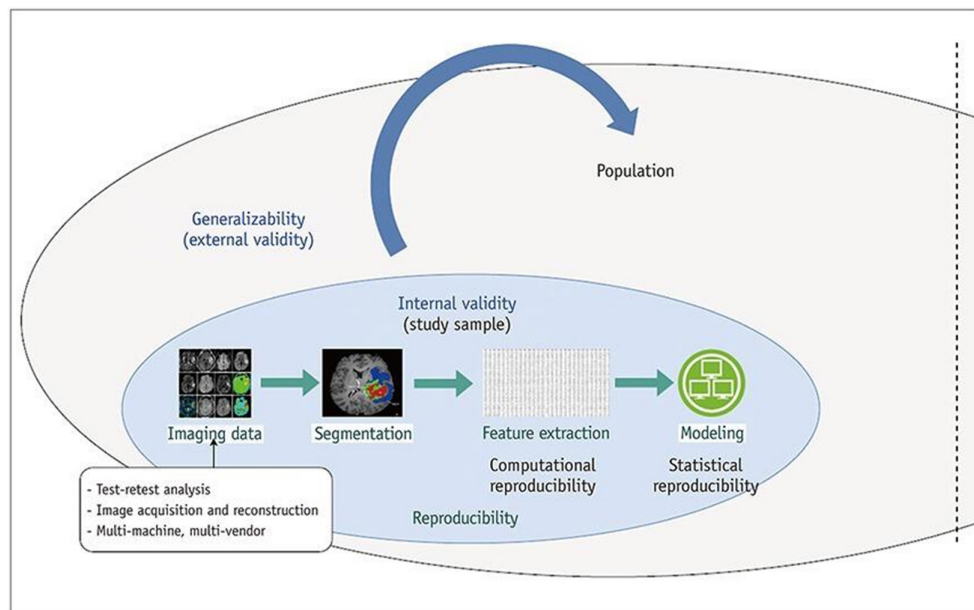 Population
Generalizability
(external validity)
Internal validity
(study sample)
Imaging data
Segmentation
Feature extraction
Modeling
Computational
reproducibility
Statistical
reproducibility
- Test-retest analysis
- Image acquisition and reconstruction
- Multi-machine, multi-vendor
Reproducibility